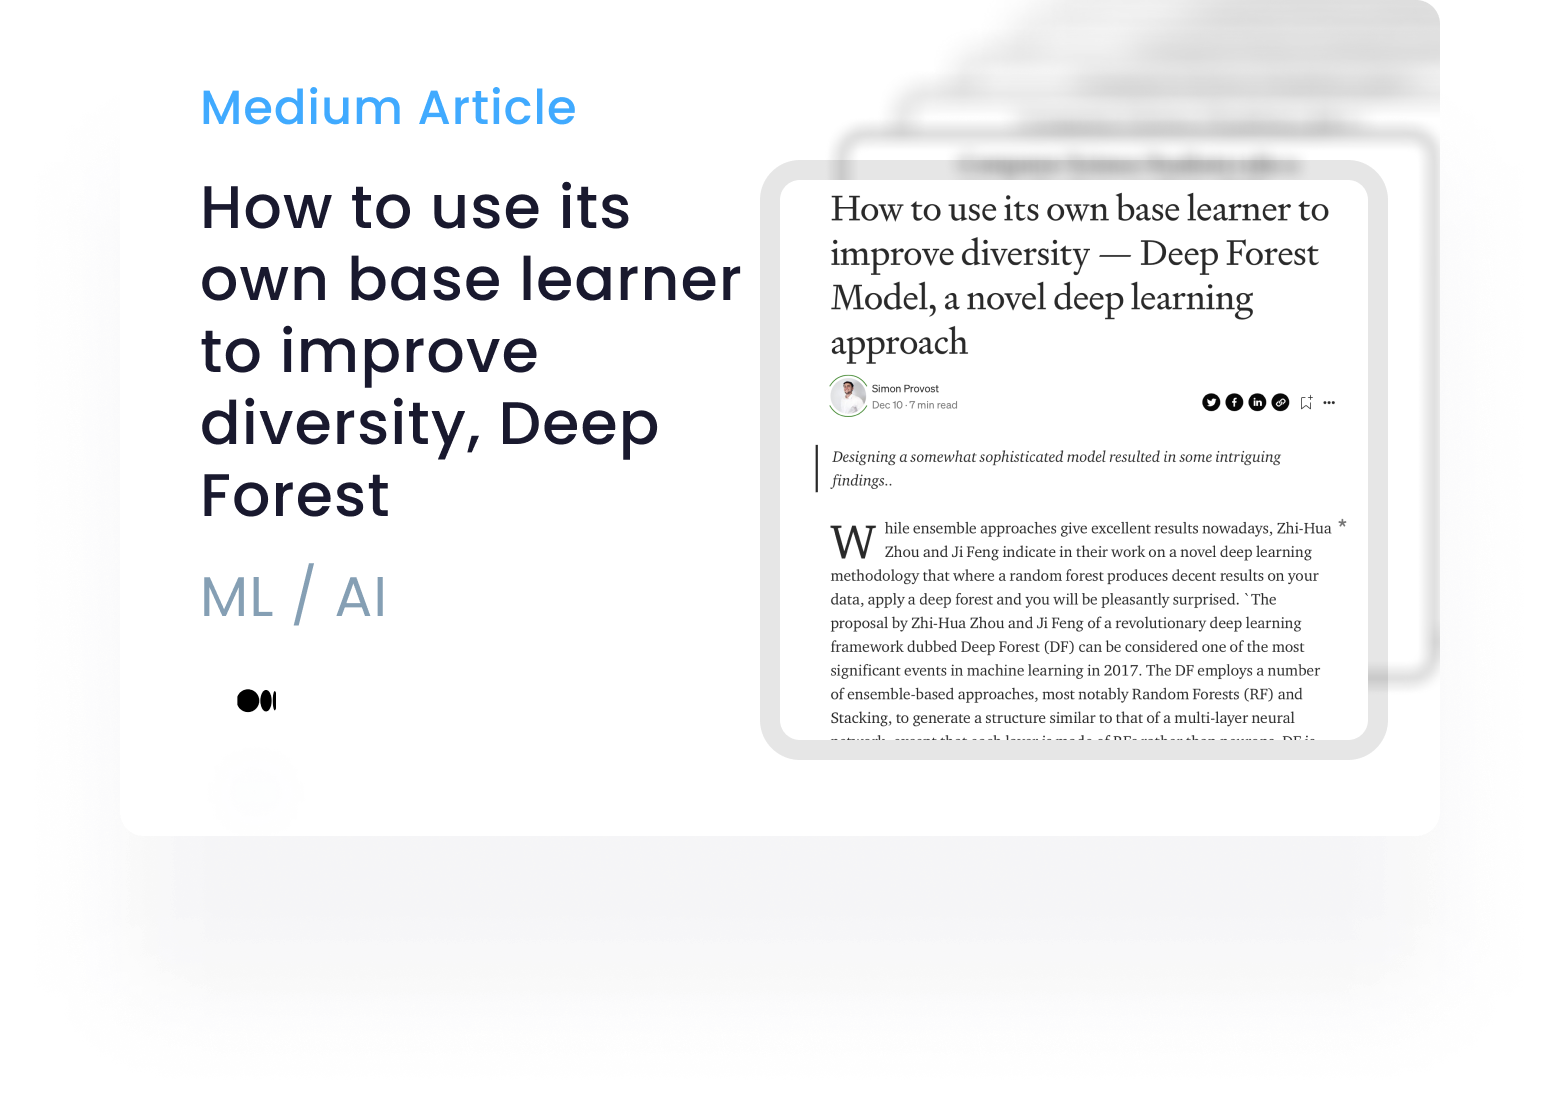 Medium Article
How to use its
own base learner
to improve
diversity, Deep
Forest
ML / AI
How to use its own base learner to
improve diversity — Deep Forest
Model, a novel deep learning
approach
Simon Provost
Dec 10 · 7 min read
Designing a somewhat sophisticated model resulted in some intriguing
findings..
While ensemble approaches give excellent results nowadays, Zhi-Hua *
Zhou and Ji Feng indicate in their work on a novel deep learning
methodology that where a random forest produces decent results on your
data, apply a deep forest and you will be pleasantly surprised. `The
proposal by Zhi-Hua Zhou and Ji Feng of a revolutionary deep learning
framework dubbed Deep Forest (DF) can be considered one of the most
significant events in machine learning in 2017. The DF employs a number
of ensemble-based approaches, most notably Random Forests (RF) and
Stacking, to generate a structure similar to that of a multi-layer neural